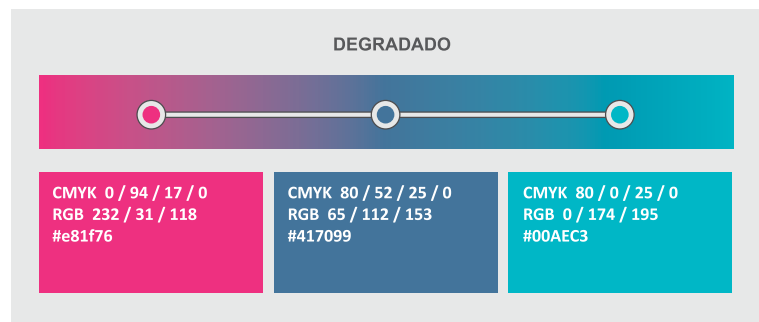 DEGRADADO
CMYK 0 / 94 / 17 / 0
RGB 232 / 31 / 118
#e81f76
CMYK 80 / 52 / 25 / 0
RGB 65 / 112 / 153
#417099
CMYK 80 / 0 / 25 / 0
RGB 0 / 174 / 195
#00AEC3